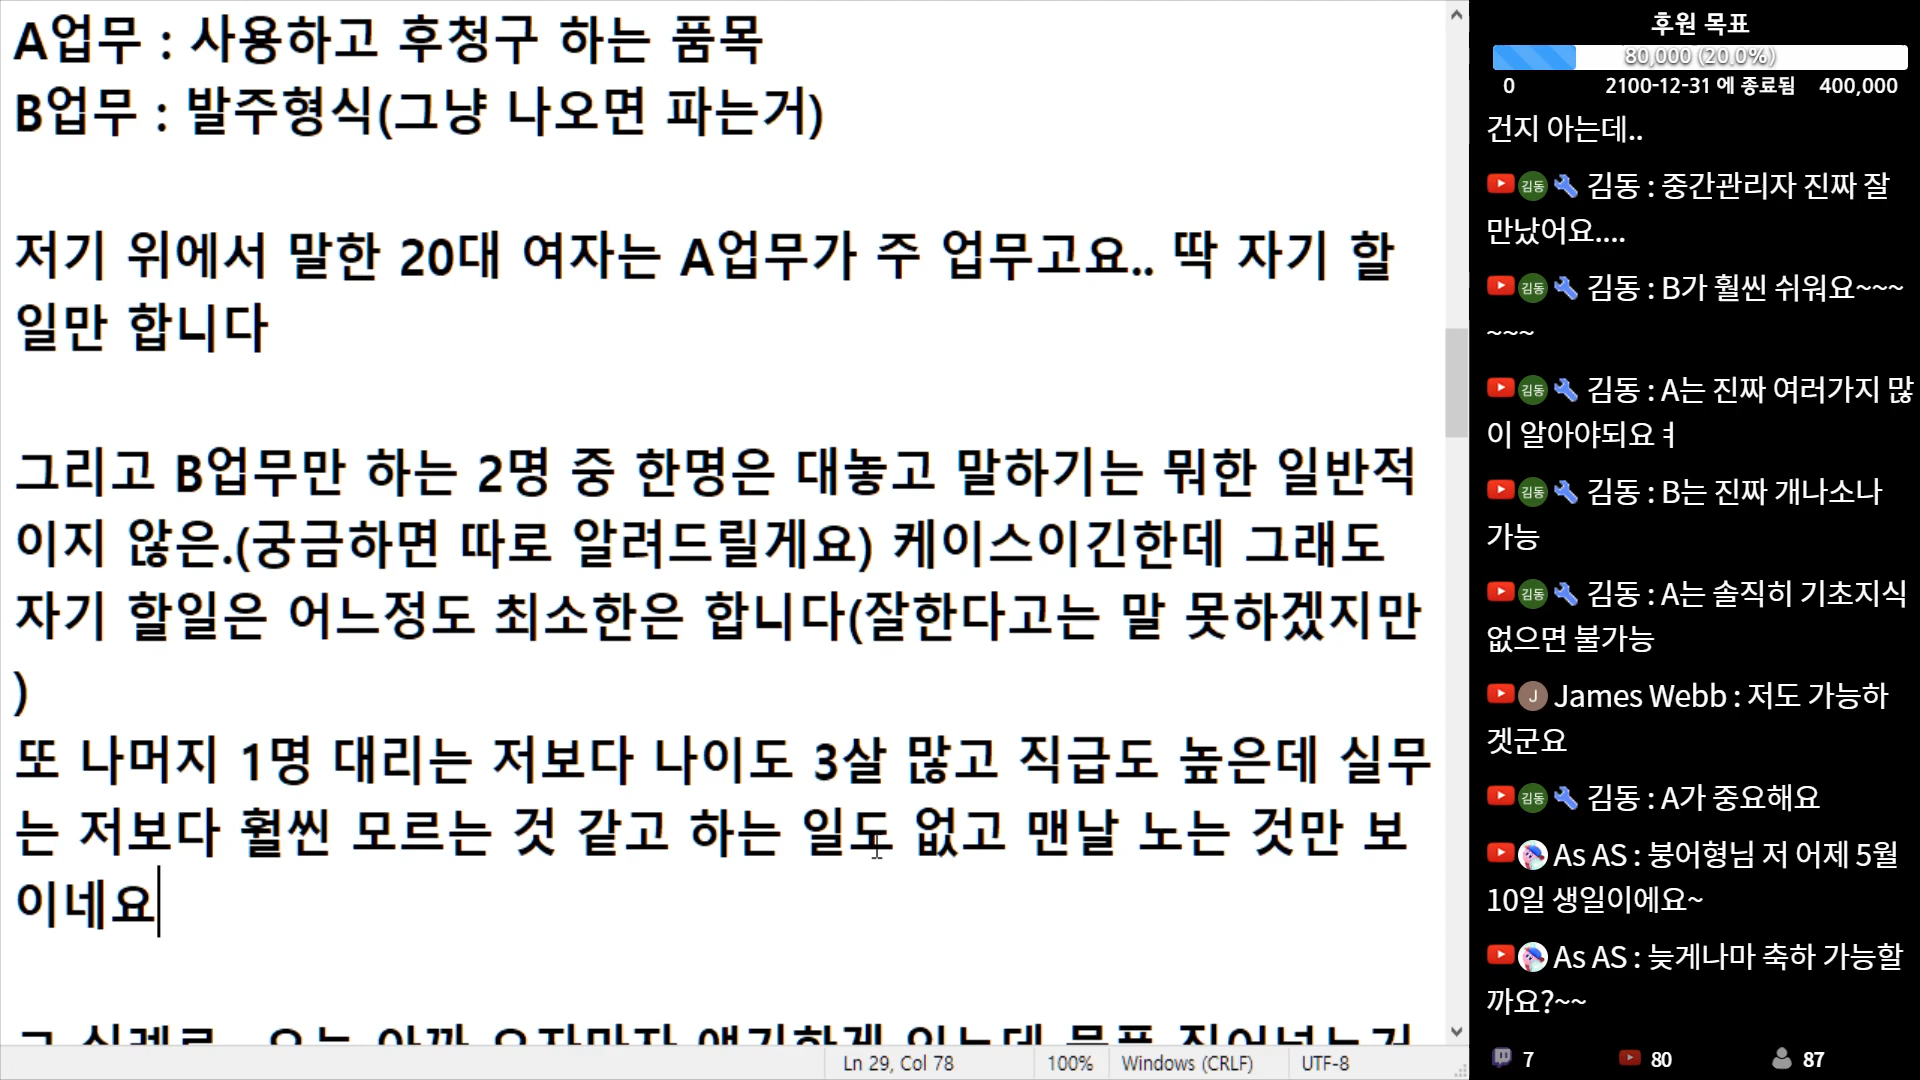 A업무 : 사용하고 후청구 하는 품목
B업무 : 발주형식(그냥 나오면 파는거)
저기 위에서 말한 20대 여자는 A업무가 주 업무고요.. 딱 자기 할
일만 합니다
그리고 B업무만 하는 2명 중 한명은 대놓고 말하기는 뭐한 일반적
이지 않은.(궁금하면 따로 알려드릴게요) 케이스이긴한데 그래도
자기 할일은 어느정도 최소한은 합니다(잘한다고는 말 못하겠지만
)
또 나머지 1명 대리는 저보다 나이도 3살 많고 직급도 높은데 실무
는 저보다 훨씬 모르는 것 같고 하는 일도 없고 맨날 노는 것만 보
이네요
Ln 29, Col 78
100%
Windows (CRLF)
UTF-8
후원 목표
80,000 (20.0%)
0
2100-12-31 에 종료됨
400,000
건지 아는데..
김동 김동 : 중간관리자 진짜 잘
만났어요....
김동 김동 : B가 훨씬 쉬워요~~~
~~~
김동 김동 : A는 진짜 여러가지 많
이 알아야되요ㅕ
김동 김동 : B는 진짜 개나소나
가능
김동 김동 : A는 솔직히 기초지식
없으면 불가능
J James Webb : 저도 가능하
겟군요
김동 김동 : A가 중요해요
As AS : 붕어형님 저 어제 5월
10일 생일이에요~
As AS : 늦게나마 축하 가능할
까요?~~
7
80
87